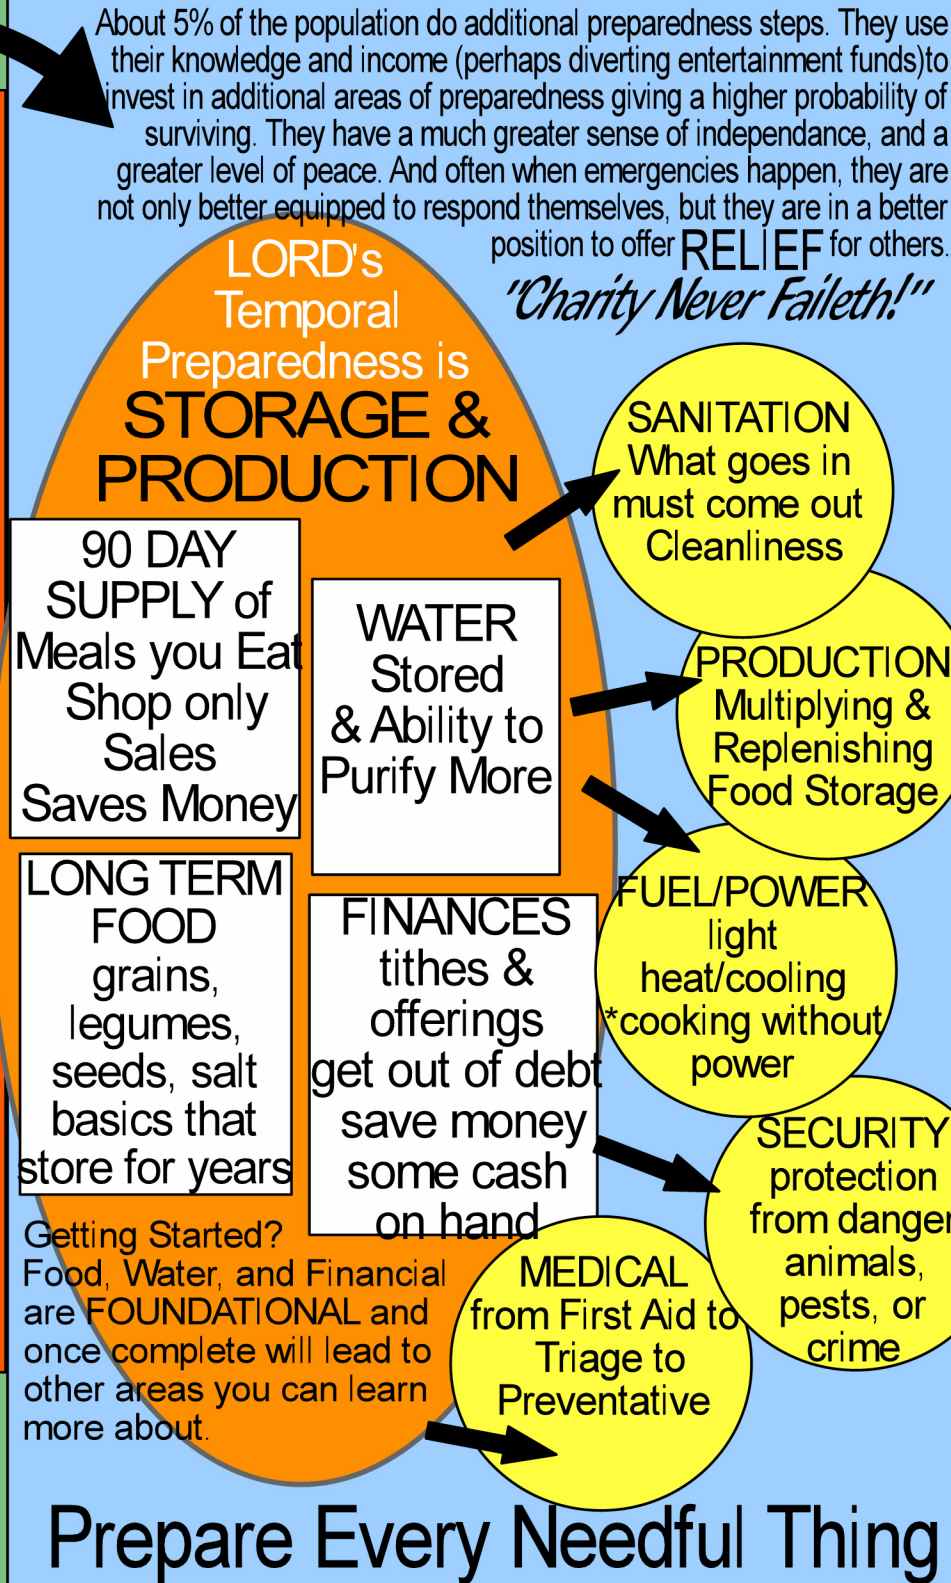 About 5% of the population do additional preparedness steps. They use
their knowledge and income (perhaps diverting entertainment funds)to
invest in additional areas of preparedness giving a higher probability of
surviving. They have a much greater sense of independance, and a
greater level of peace. And often when emergencies happen, they are
not only better equipped to respond themselves, but they are in a better
position to offer RELIEF for others.
"Charity Never Faileth!"
LORD's
Temporal
Preparedness is
STORAGE &
PRODUCTION
90 DAY
SUPPLY of
Meals you Eat
Shop only
Sales
Saves Money
WATER
Stored
& Ability to
Purify More
LONG TERM
FOOD
grains,
legumes,
seeds, salt
basics that
store for years
FINANCES
tithes &
offerings
get out of debt
save money
some cash
on hand
Getting Started?
Food, Water, and Financial
are FOUNDATIONAL and
once complete will lead to
other areas you can learn
more about.
SANITATION
What goes in
must come out
Cleanliness
PRODUCTION
Multiplying &
Replenishing
Food Storage
FUEL/POWER
light
heat/cooling
*cooking without
power
SECURITY
protection
from danger
animals,
pests, or
crime
MEDICAL
from First Aid to
Triage to
Preventative
Prepare Every Needful Thing